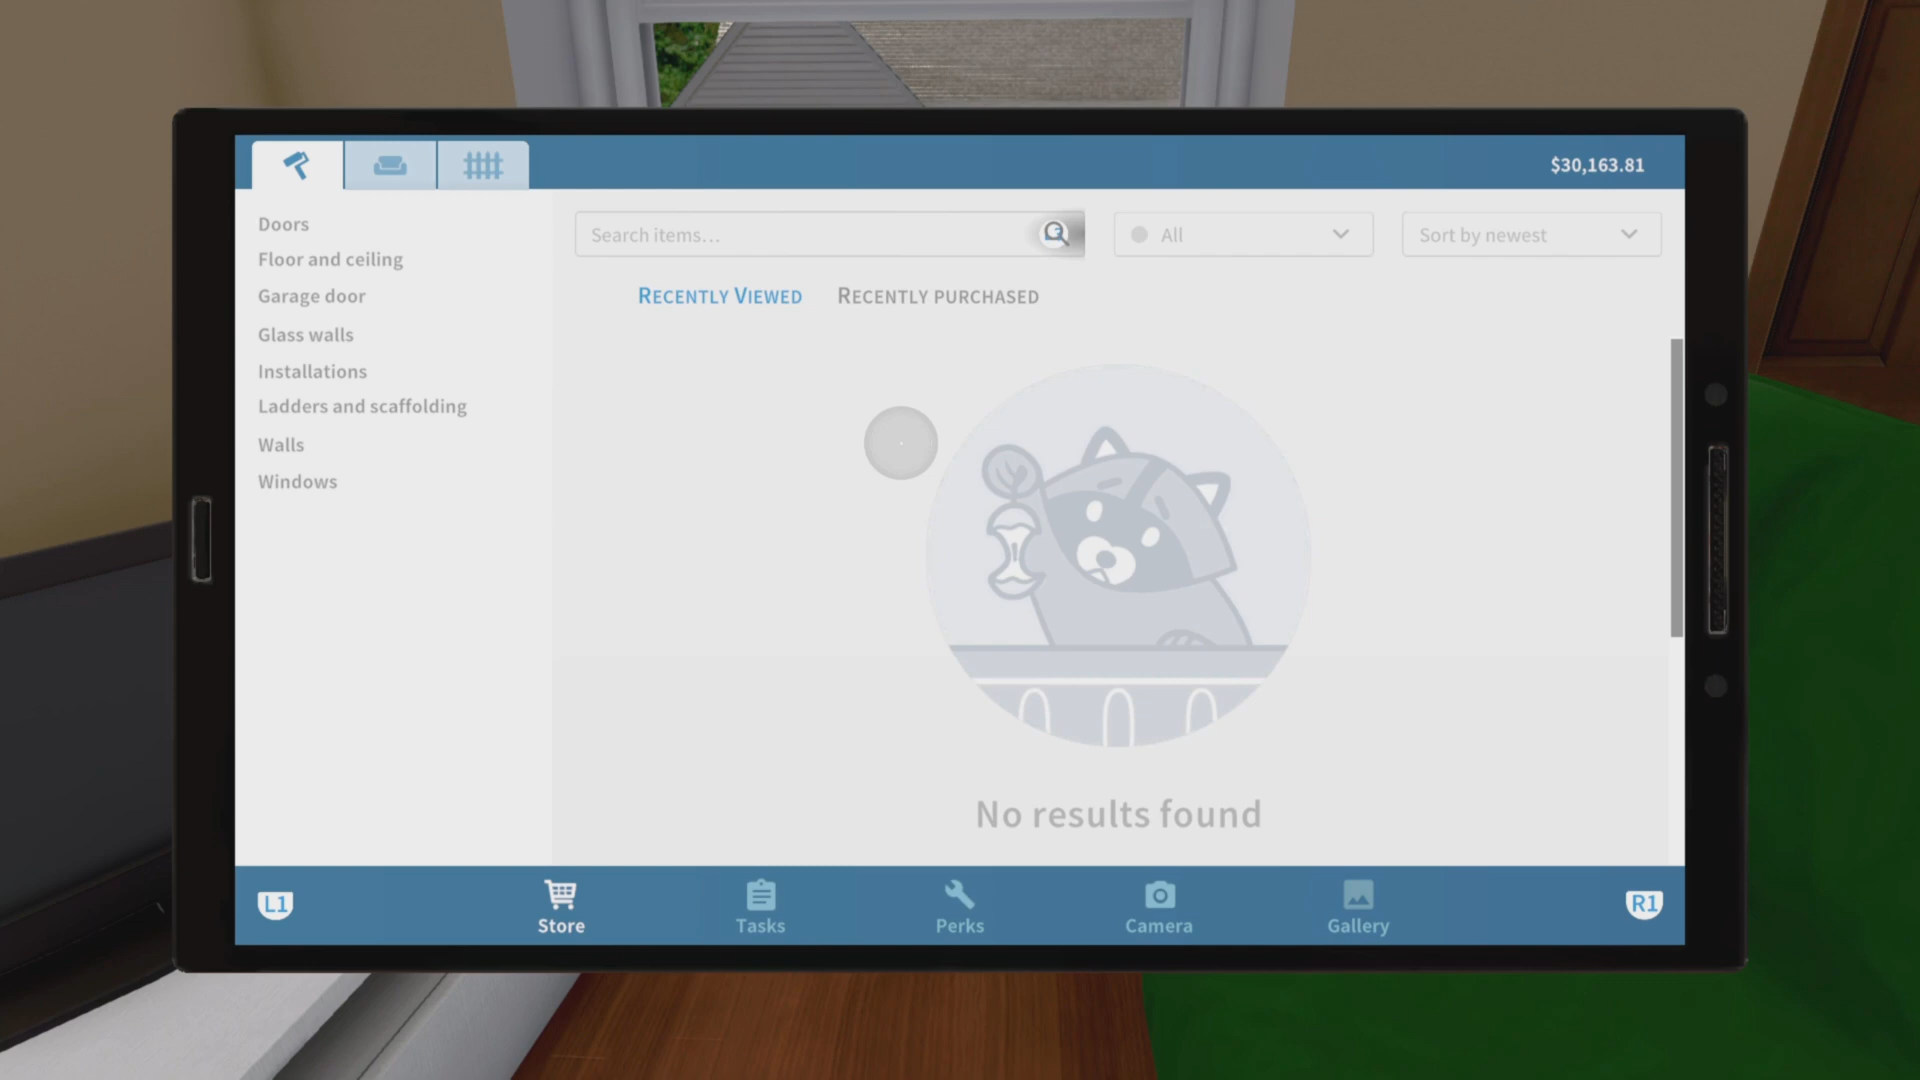 $30,163.81
Doors
Floor and ceiling
Garage door
Glass walls
Installations
Ladders and scaffolding
Walls
Windows
Search items...
All
Sort by newest
RECENTLY VIEWED
RECENTLY PURCHASED
No results found
L1
Store
Tasks
Perks
Camera
Gallery
R1